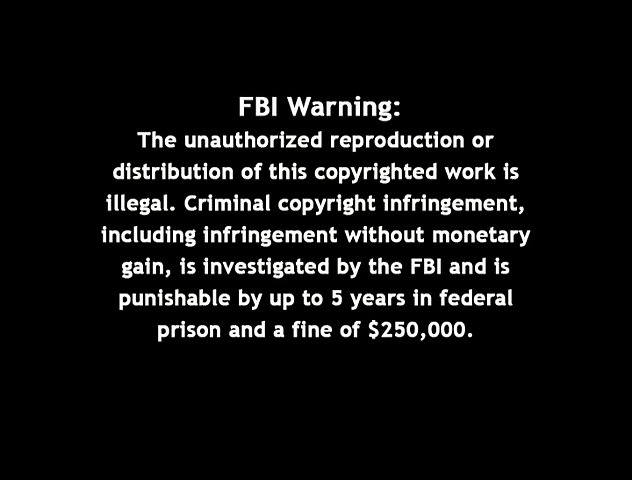 FBI Warning:
The unauthorized reproduction or
distribution of this copyrighted work is
illegal. Criminal copyright infringement,
including infringement without monetary
gain, is investigated by the FBI and is
punishable by up to 5 years in federal
prison and a fine of $250,000.